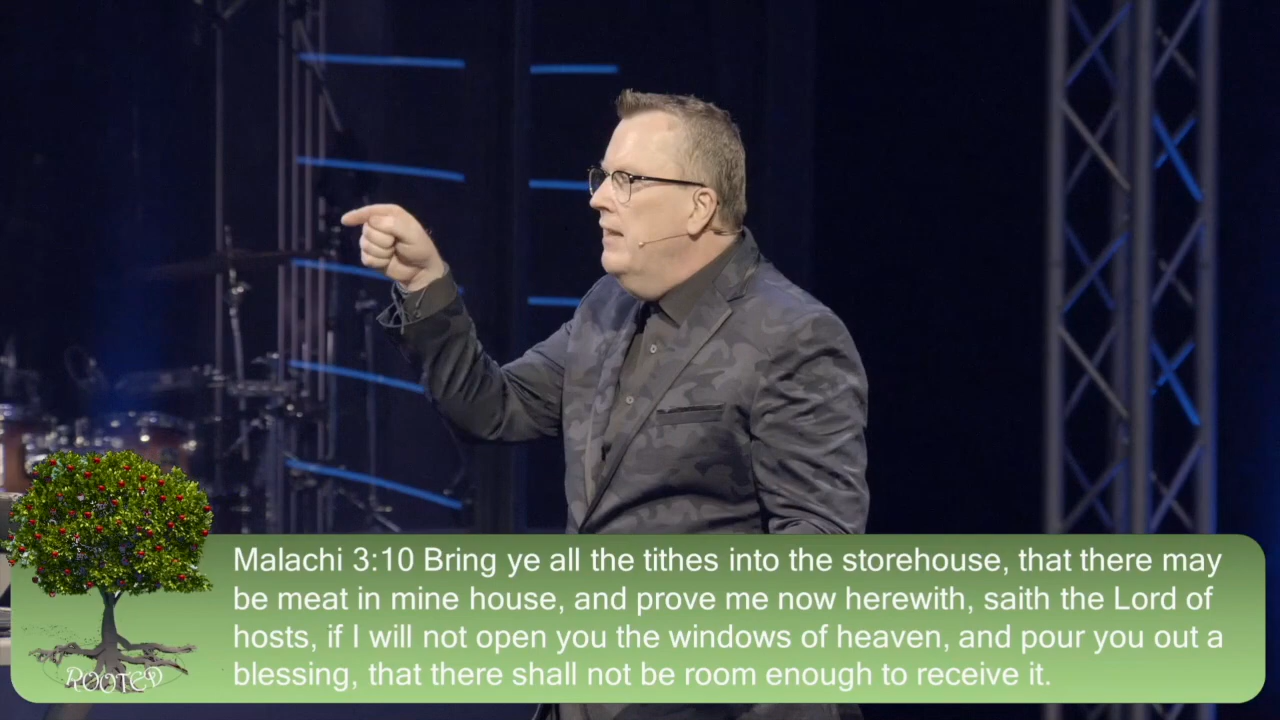 Malachi 3:10 Bring ye all the tithes into the storehouse, that there may
be meat in mine house, and prove me now herewith, saith the Lord of
hosts, if I will not open you the windows of heaven, and pour you out a
blessing, that there shall not be room enough to receive it.
ROOTED